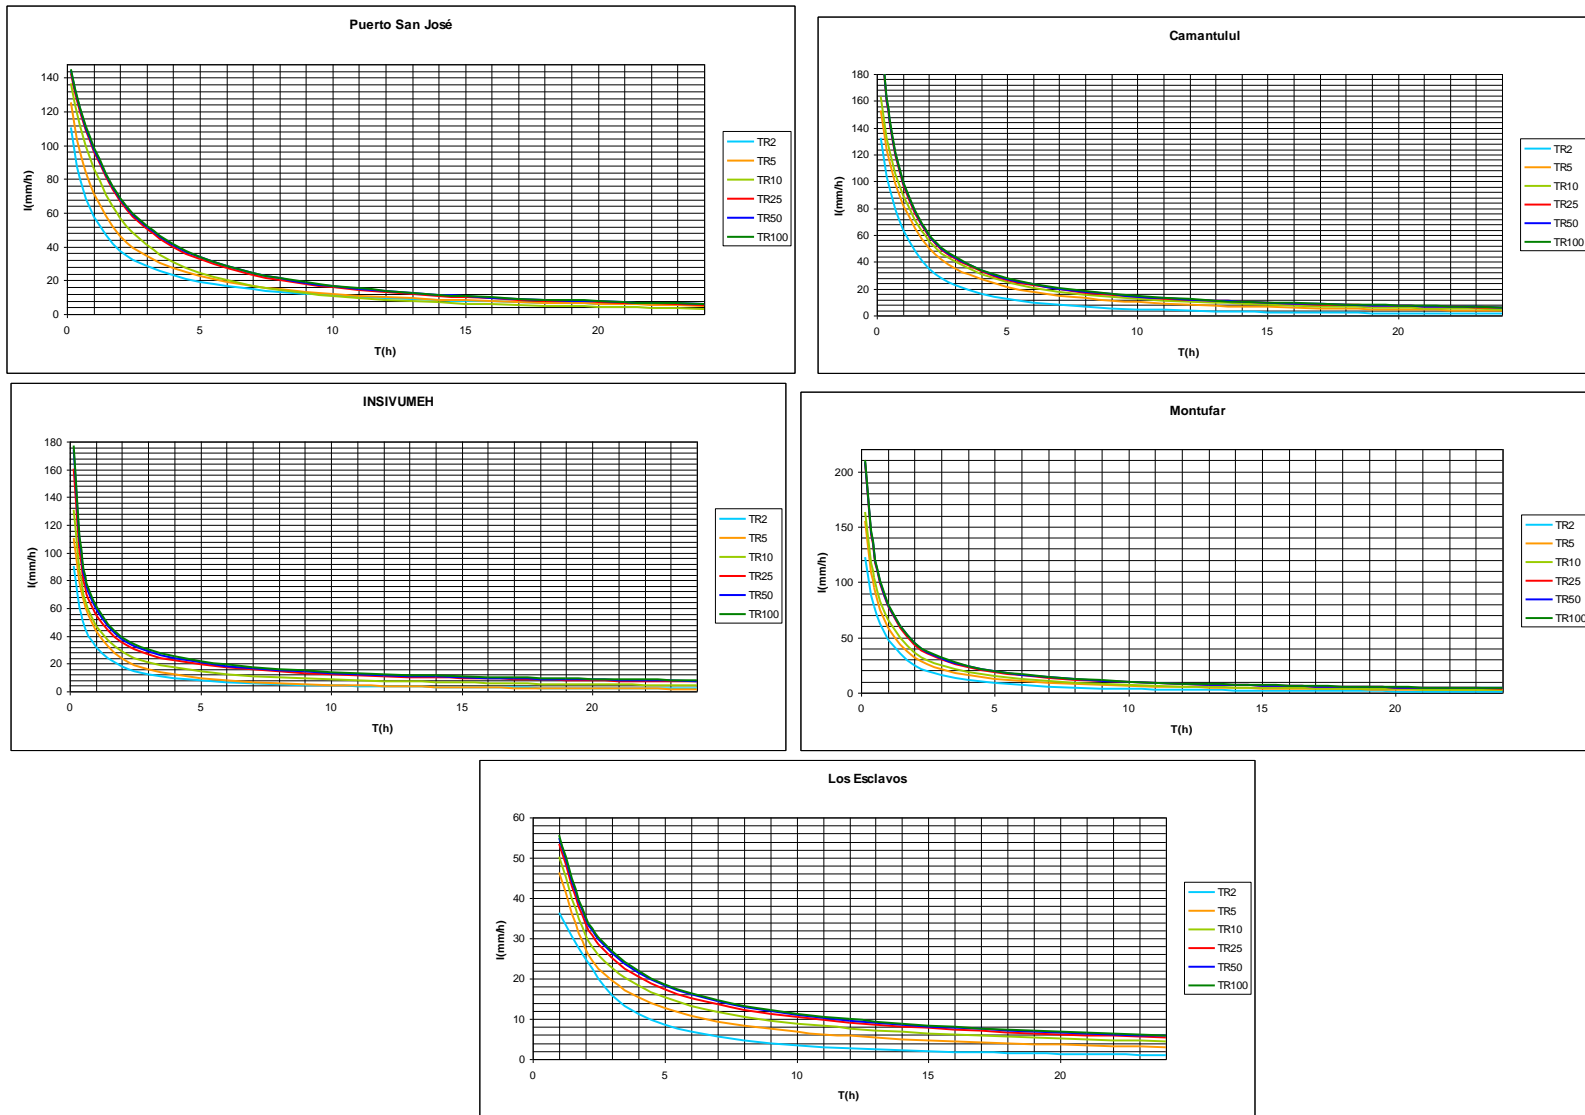 Puerto San José
140
120
100
80
60
40
20
0
I(mm/h)
0 5 10 15 20
T(h)
TR2
TR5
TR10
TR25
TR50
TR100
Camantulul
180
160
140
120
100
80
60
40
20
0
I(mm/h)
0 5 10 15 20
T(h)
TR2
TR5
TR10
TR25
TR50
TR100
INSIVUMEH
180
160
140
120
100
80
60
40
20
0
I(mm/h)
0 5 10 15 20
T(h)
TR2
TR5
TR10
TR25
TR50
TR100
Montufar
200
150
100
50
0
I(mm/h)
0 5 10 15 20
T(h)
TR2
TR5
TR10
TR25
TR50
TR100
Los Esclavos
60
50
40
30
20
10
0
I(mm/h)
0 5 10 15 20
T(h)
TR2
TR5
TR10
TR25
TR50
TR100